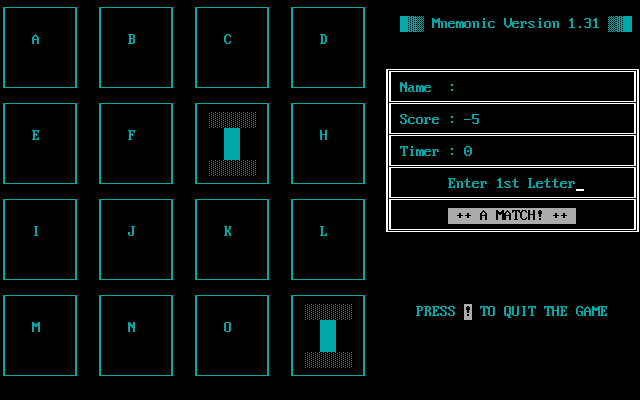 A B C D
E F H
I J K L
M N O
Mnemonic Version 1.31
Name :
Score : -5
Timer : 0
Enter 1st Letter_
++ A MATCH! ++
PRESS ! TO QUIT THE GAME